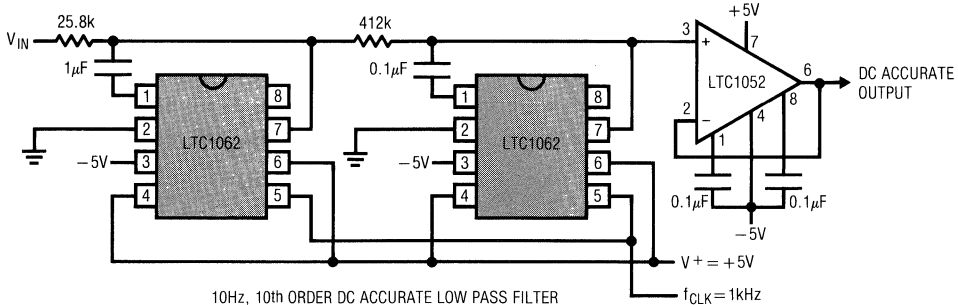 V_IN
25.8k
1µF
1
2
3
4
8
7
6
5
LTC1062
−5V
412k
0.1µF
1
2
3
4
8
7
6
5
LTC1062
−5V
+5V
3
+
2
−
7
6
8
4
1
LTC1052
DC ACCURATE
OUTPUT
0.1µF
0.1µF
−5V
V+ = +5V
fCLK = 1kHz
10Hz, 10th ORDER DC ACCURATE LOW PASS FILTER